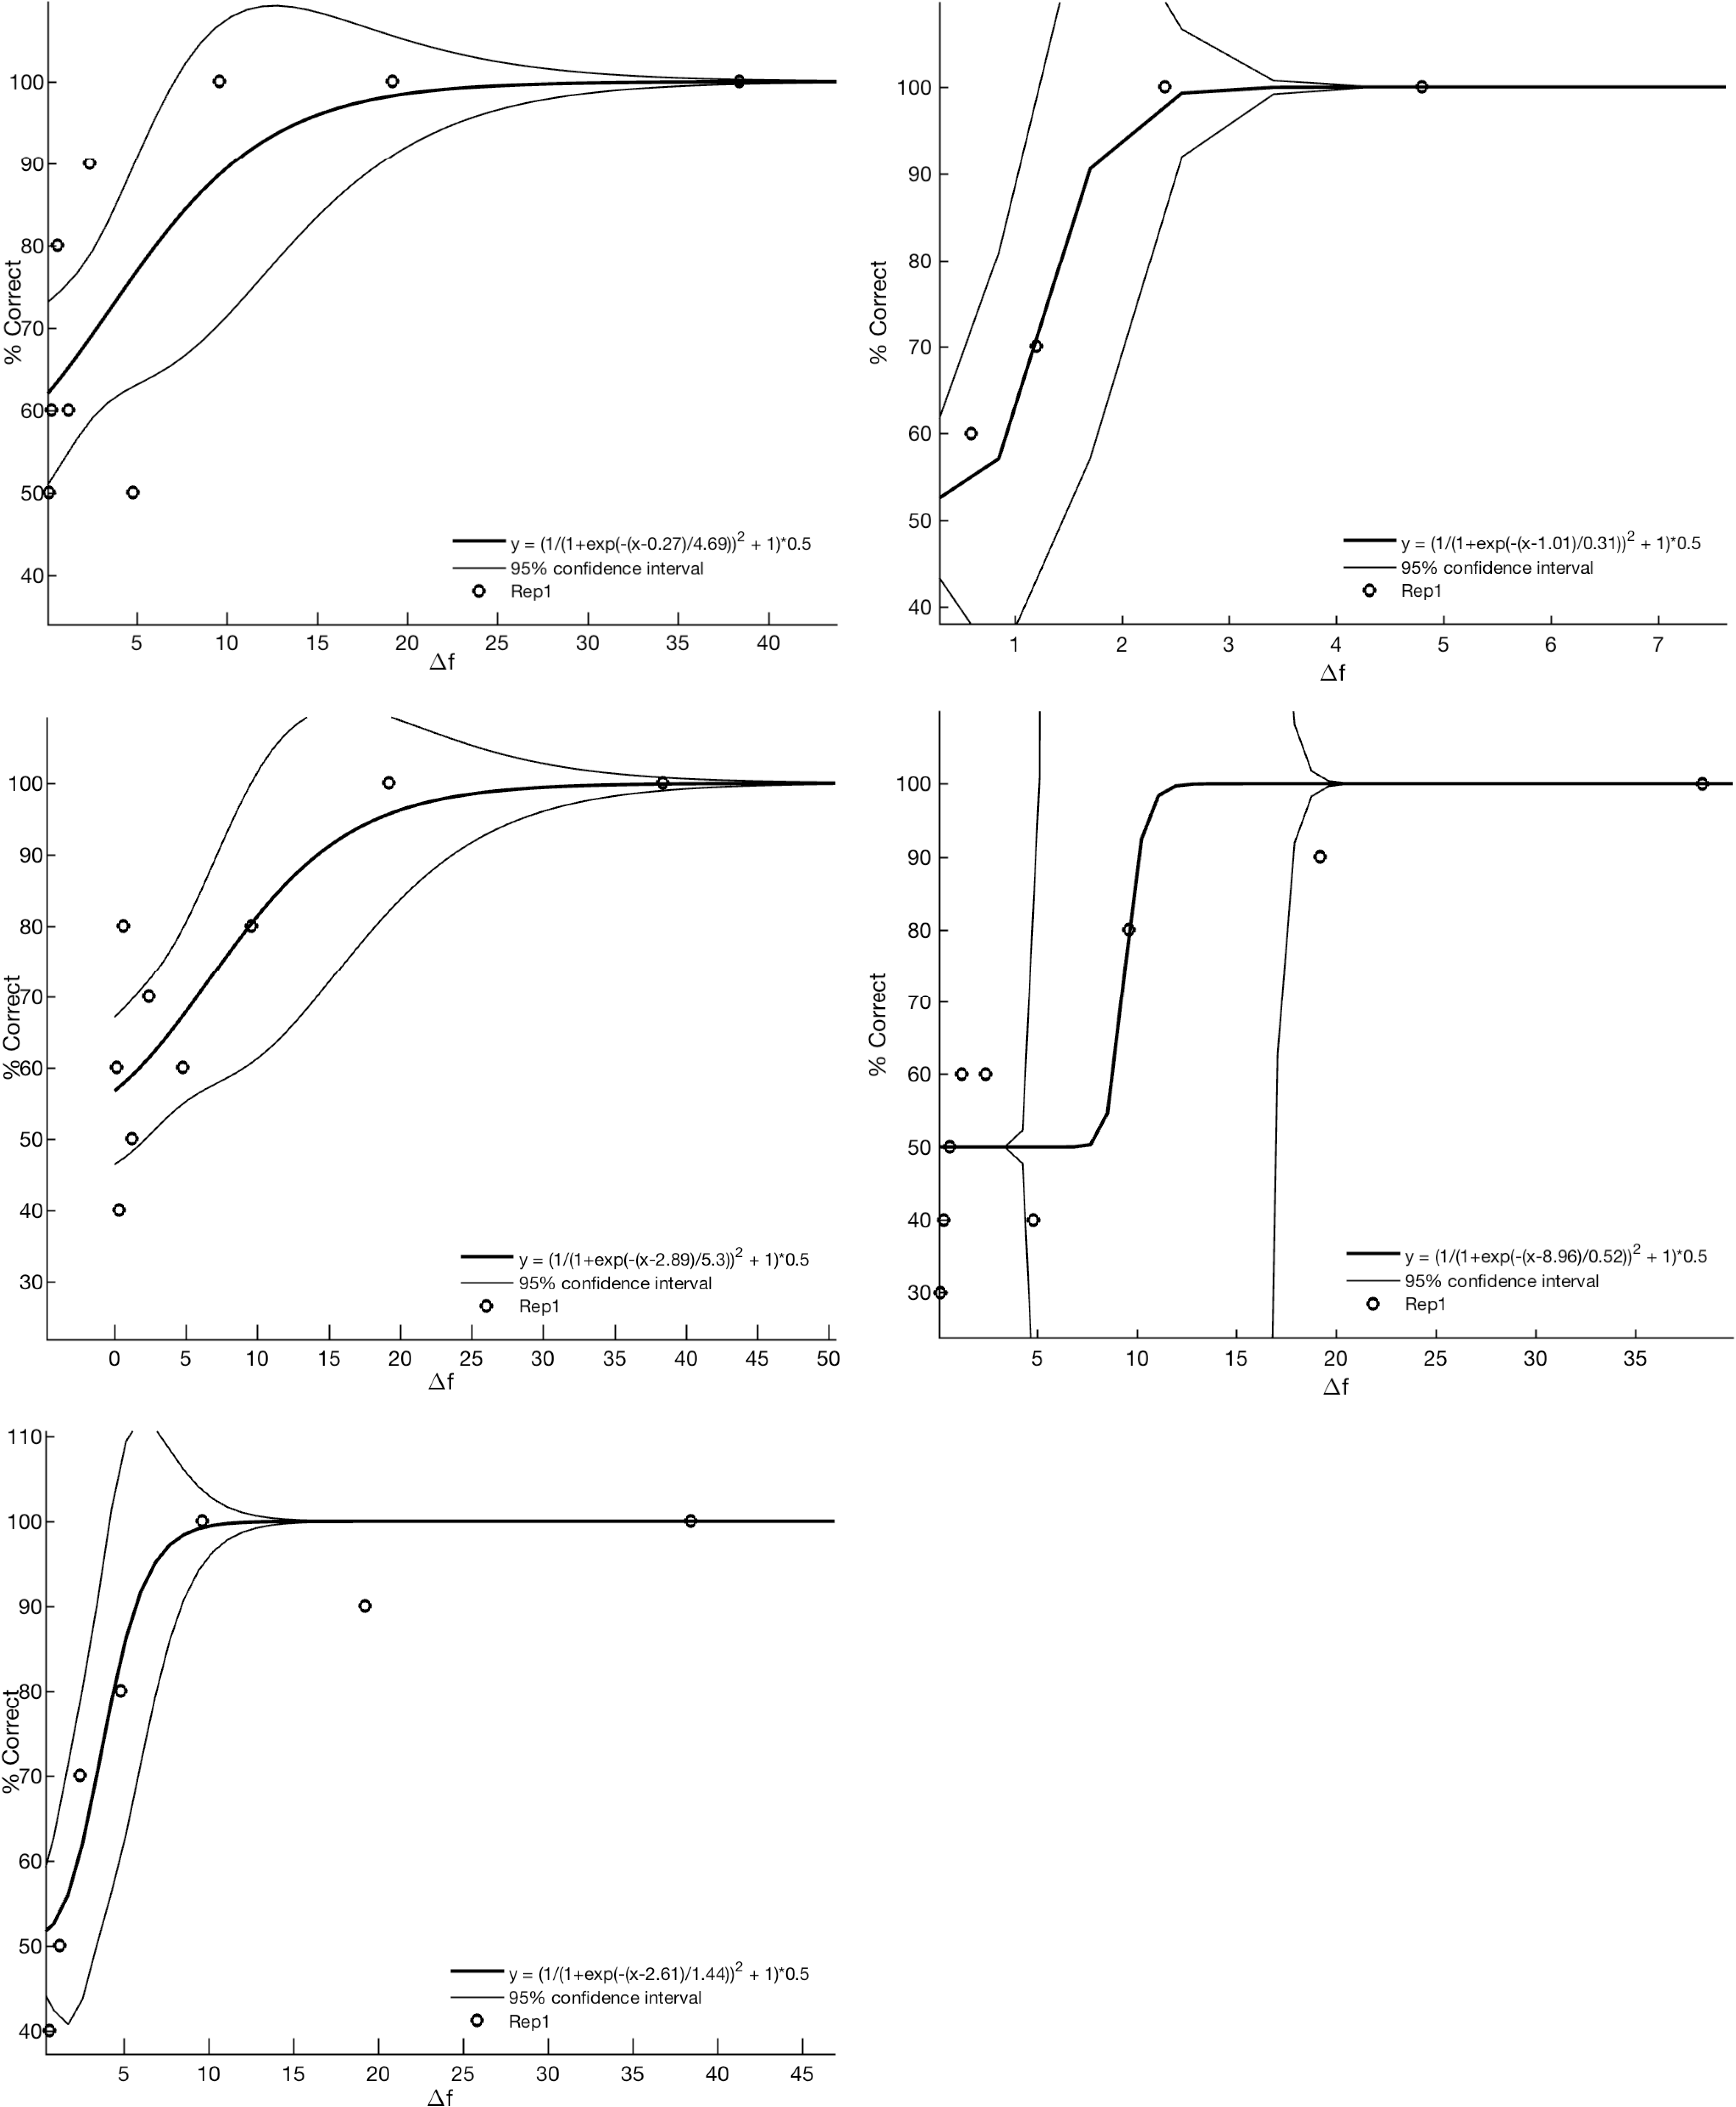 100
90
80
70
60
50
40
% Correct
5 10 15 20 25 30 35 40
Δf
y = (1/(1+exp(-(x-0.27)/4.69))² + 1)*0.5
95% confidence interval
Rep1
100
90
80
70
60
50
40
% Correct
1 2 3 4 5 6 7
Δf
y = (1/(1+exp(-(x-1.01)/0.31))² + 1)*0.5
95% confidence interval
Rep1
100
90
80
70
60
50
40
30
% Correct
0 5 10 15 20 25 30 35 40 45 50
Δf
y = (1/(1+exp(-(x-2.89)/5.3))² + 1)*0.5
95% confidence interval
Rep1
100
90
80
70
60
50
40
30
% Correct
5 10 15 20 25 30 35
Δf
y = (1/(1+exp(-(x-8.96)/0.52))² + 1)*0.5
95% confidence interval
Rep1
110
100
90
80
70
60
50
40
% Correct
5 10 15 20 25 30 35 40 45
Δf
y = (1/(1+exp(-(x-2.61)/1.44))² + 1)*0.5
95% confidence interval
Rep1